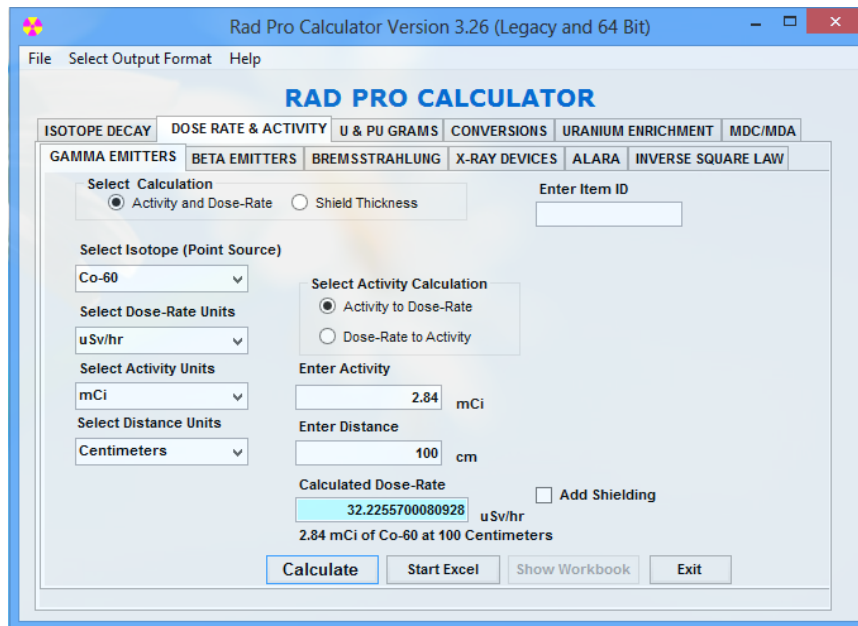 Rad Pro Calculator Version 3.26 (Legacy and 64 Bit)
File Select Output Format Help
RAD PRO CALCULATOR
ISOTOPE DECAY DOSE RATE & ACTIVITY U & PU GRAMS CONVERSIONS URANIUM ENRICHMENT MDC/MDA
GAMMA EMITTERS BETA EMITTERS BREMSSTRAHLUNG X-RAY DEVICES ALARA INVERSE SQUARE LAW
Select Calculation
Activity and Dose-Rate Shield Thickness
Enter Item ID
Select Isotope (Point Source)
Co-60
Select Activity Calculation
Activity to Dose-Rate
Dose-Rate to Activity
Select Dose-Rate Units
uSv/hr
Select Activity Units
mCi
Enter Activity
2.84 mCi
Select Distance Units
Centimeters
Enter Distance
100 cm
Calculated Dose-Rate
32.2255700080928 uSv/hr
Add Shielding
2.84 mCi of Co-60 at 100 Centimeters
Calculate Start Excel Show Workbook Exit